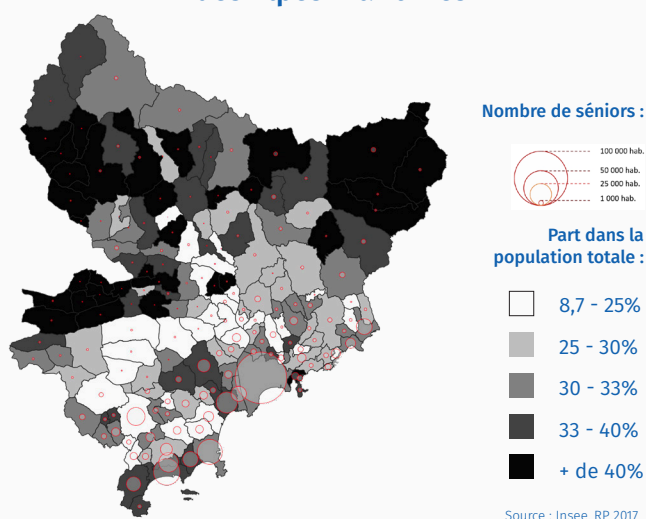 Nombre de séniors :
100 000 hab.
50 000 hab.
25 000 hab.
1 000 hab.
Part dans la
population totale :
8,7 - 25%
25 - 30%
30 - 33%
33 - 40%
+ de 40%
Source : Insee, RP 2017